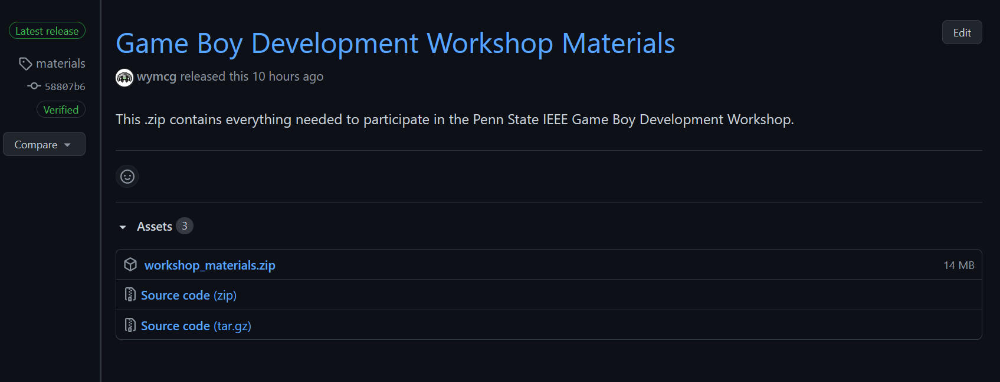 Latest release
materials
58807b6
Verified
Compare
Game Boy Development Workshop Materials
Edit
wymcg released this 10 hours ago
This .zip contains everything needed to participate in the Penn State IEEE Game Boy Development Workshop.
Assets 3
workshop_materials.zip 14 MB
Source code (zip)
Source code (tar.gz)